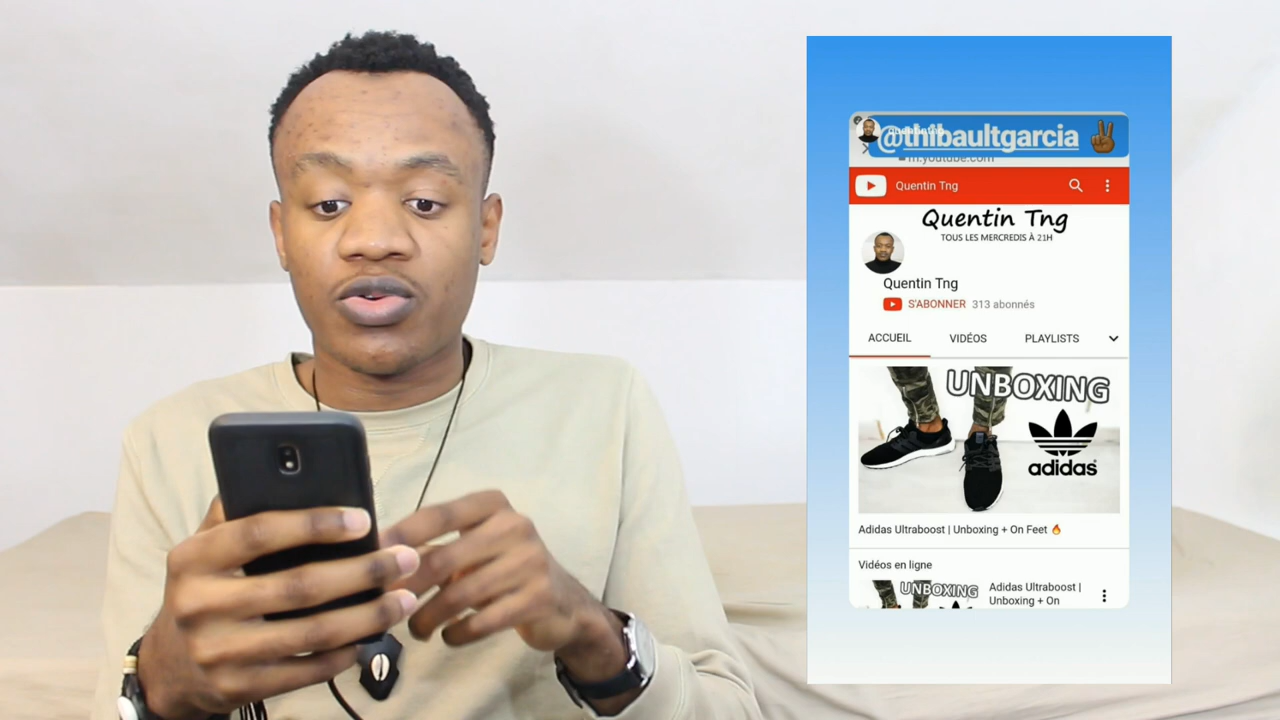 @thibaultgarcia
m.youtube.com
Quentin Tng
Quentin Tng
TOUS LES MERCREDIS À 21H
Quentin Tng
S'ABONNER 313 abonnés
ACCUEIL VIDÉOS PLAYLISTS
UNBOXING
adidas
Adidas Ultraboost | Unboxing + On Feet 🔥
Vidéos en ligne
UNBOXING
Adidas Ultraboost |
Unboxing + On